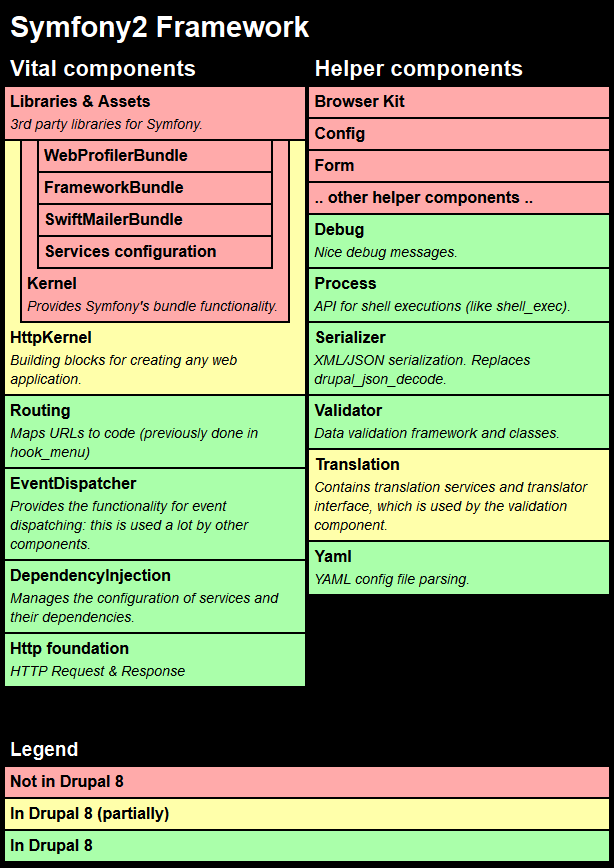 Symfony2 Framework
Vital components
Libraries & Assets
3rd party libraries for Symfony.
WebProfilerBundle
FrameworkBundle
SwiftMailerBundle
Services configuration
Kernel
Provides Symfony's bundle functionality.
HttpKernel
Building blocks for creating any web
application.
Routing
Maps URLs to code (previously done in
hook_menu)
EventDispatcher
Provides the functionality for event
dispatching: this is used a lot by other
components.
DependencyInjection
Manages the configuration of services and
their dependencies.
Http foundation
HTTP Request & Response
Helper components
Browser Kit
Config
Form
.. other helper components ..
Debug
Nice debug messages.
Process
API for shell executions (like shell_exec).
Serializer
XML/JSON serialization. Replaces
drupal_json_decode.
Validator
Data validation framework and classes.
Translation
Contains translation services and translator
interface, which is used by the validation
component.
Yaml
YAML config file parsing.
Legend
Not in Drupal 8
In Drupal 8 (partially)
In Drupal 8